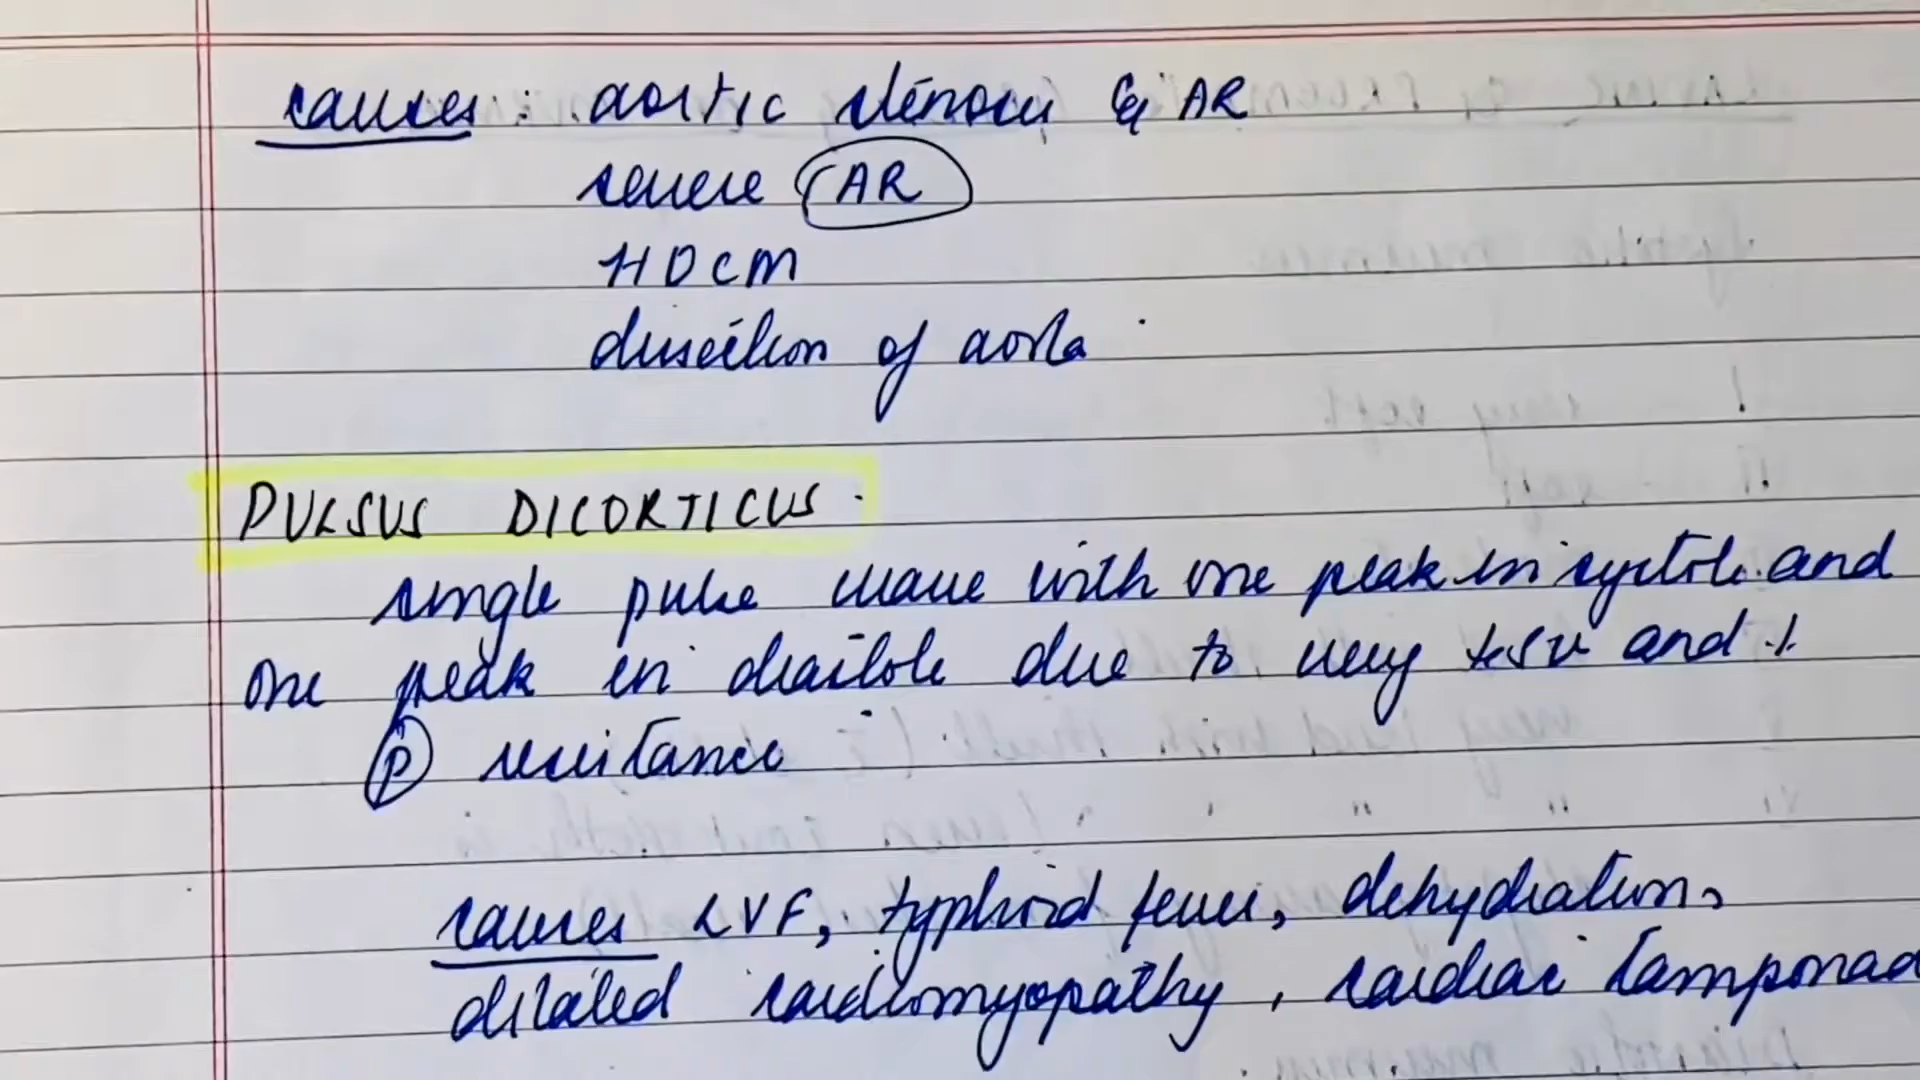 causes : aortic stenosis & AR
severe AR
HOCM
dissection of aorta
PULSUS DICORTICUS
single pulse wave with one peak in systole and
one peak in diastole due to very ↓SV and ↓
(P) resistance
causes LVF, typhoid fever, dehydration,
dilated cardiomyopathy, cardiac tamponad